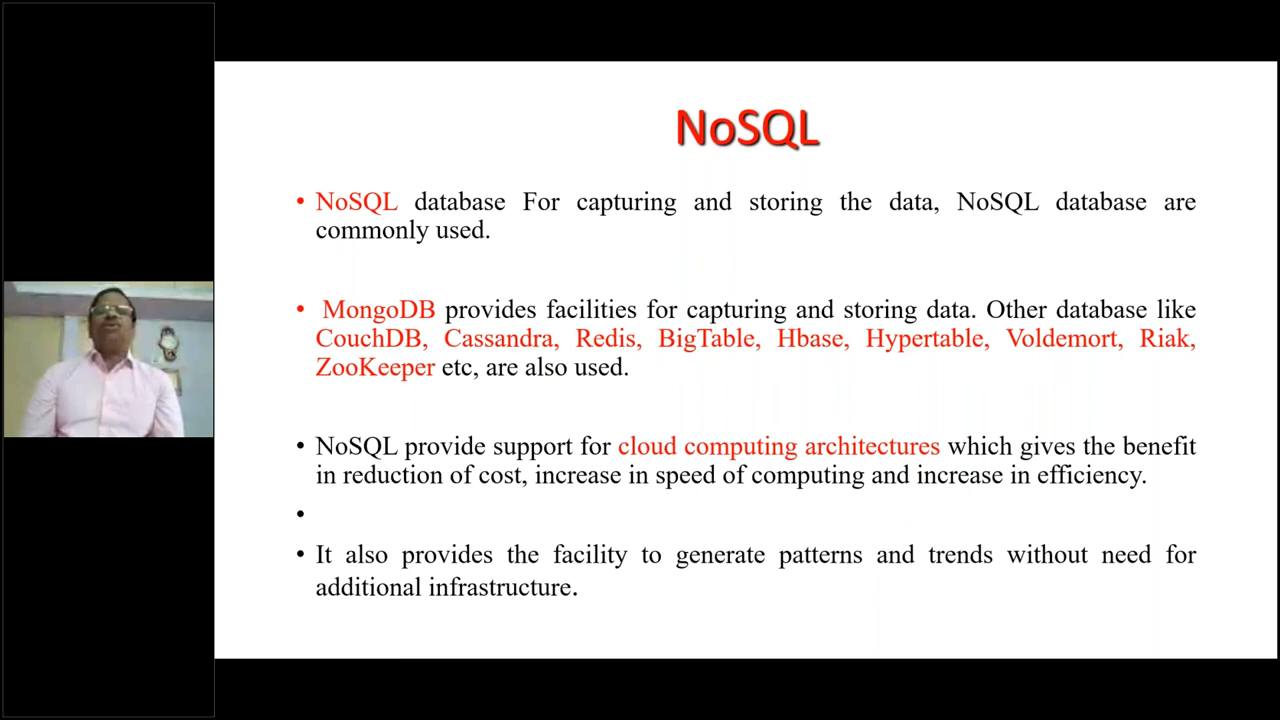 NoSQL
• NoSQL database For capturing and storing the data, NoSQL database are
commonly used.
• MongoDB provides facilities for capturing and storing data. Other database like
CouchDB, Cassandra, Redis, BigTable, Hbase, Hypertable, Voldemort, Riak,
ZooKeeper etc, are also used.
• NoSQL provide support for cloud computing architectures which gives the benefit
in reduction of cost, increase in speed of computing and increase in efficiency.
•
• It also provides the facility to generate patterns and trends without need for
additional infrastructure.